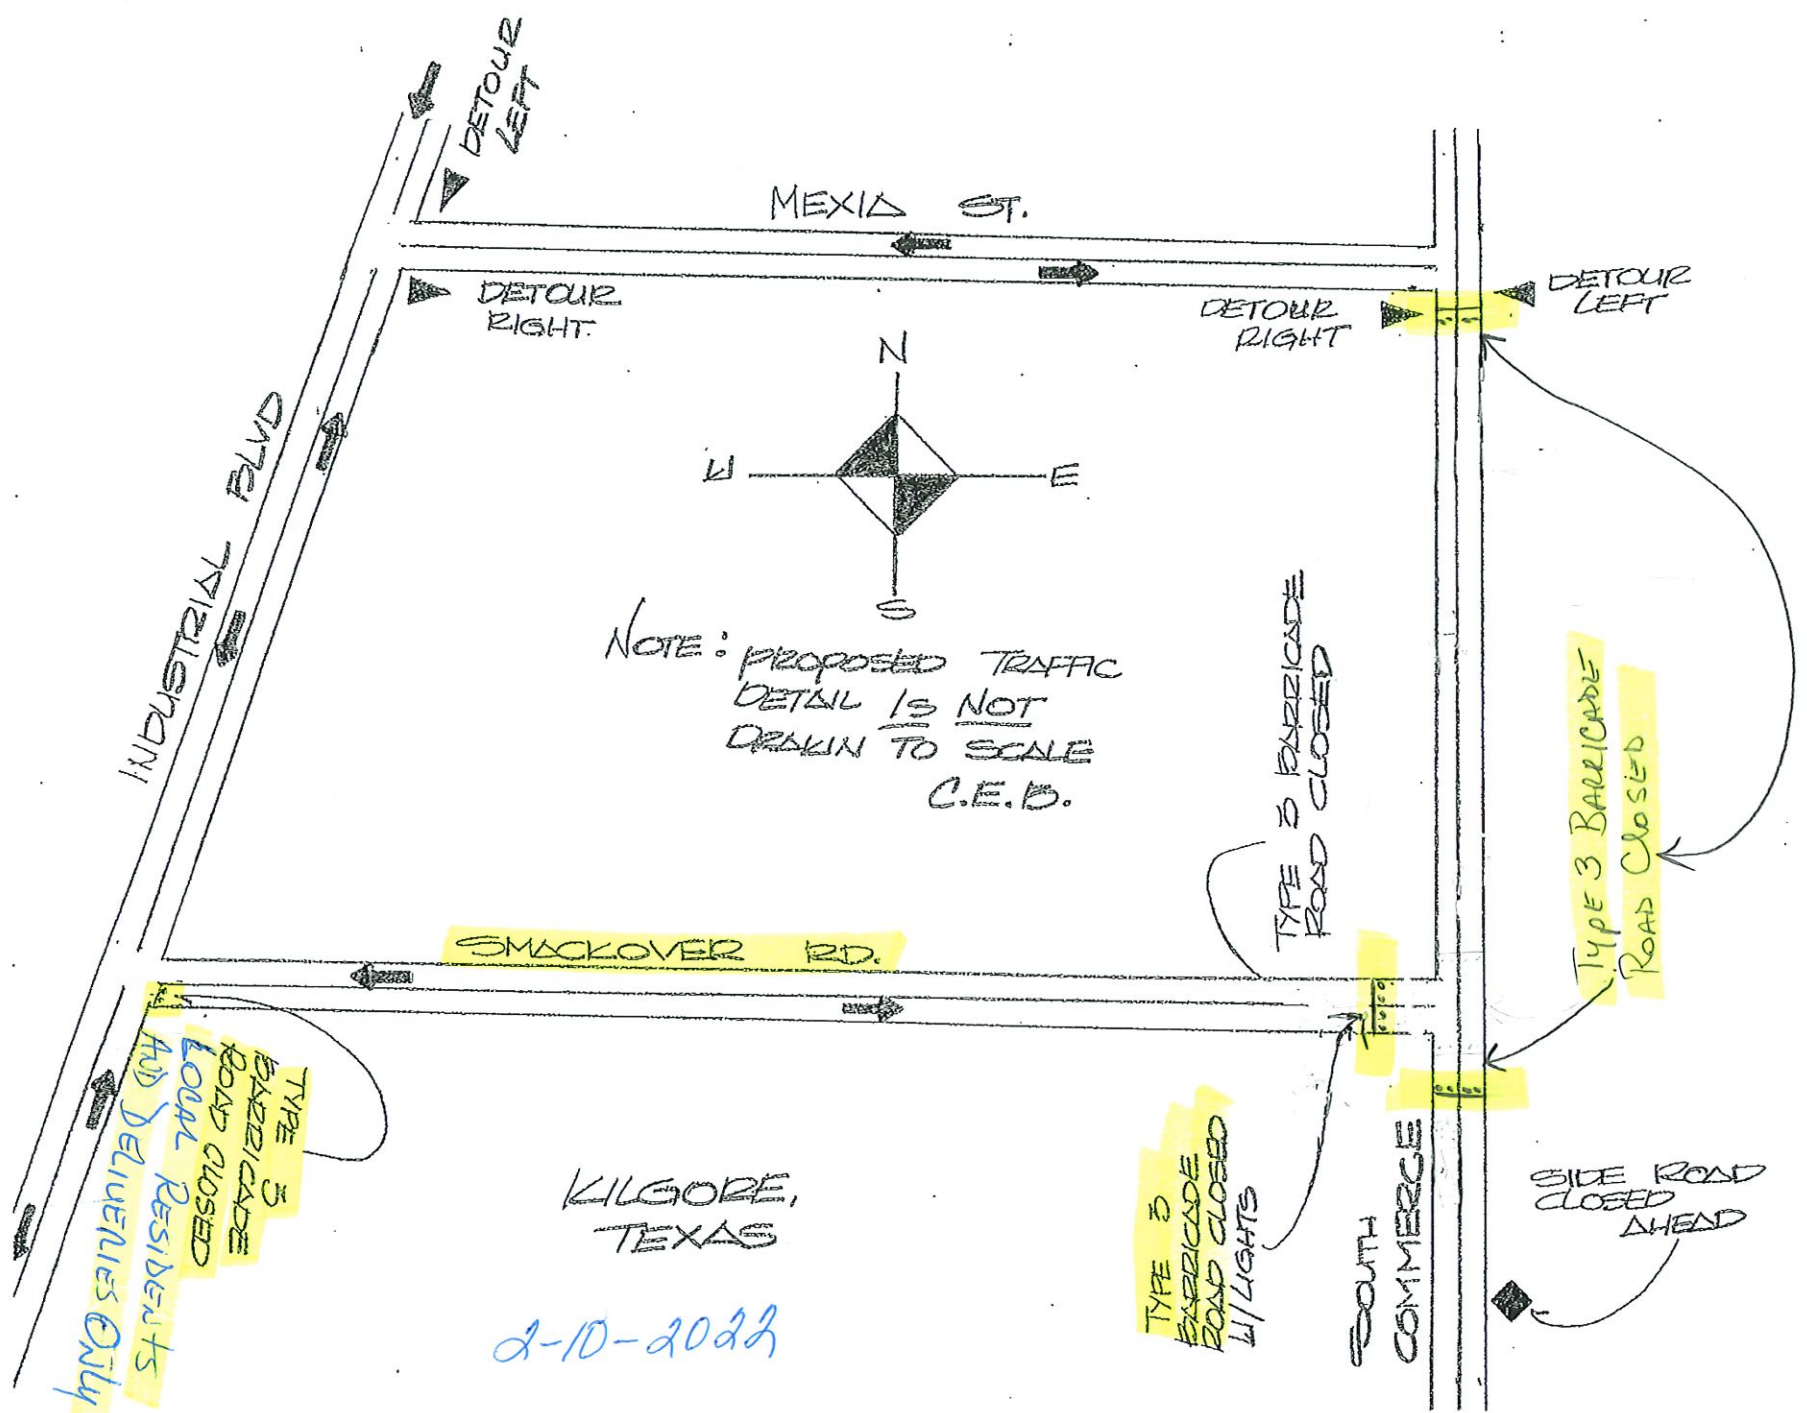 DETOUR
LEFT
MEXIA ST.
DETOUR
RIGHT.
DETOUR
RIGHT
DETOUR
LEFT
N
W
E
S
INDUSTRIAL BLVD
NOTE: PROPOSED TRAFFIC
DETAIL IS NOT
DRAWN TO SCALE
C.E.B.
TYPE 3 BARRICADE
ROAD CLOSED
TYPE 3 BARRICADE
ROAD Closed
SMACKOVER RD.
TYPE 3
BARRICADE
ROAD CLOSED
LOCAL RESIDENTS
AND DELIVERIES ONly
KILGORE,
TEXAS
2-10-2022
TYPE 3
BARRICADE
ROAD CLOSED
W/LIGHTS
SOUTH
COMMERCE
SIDE ROAD
CLOSED
AHEAD